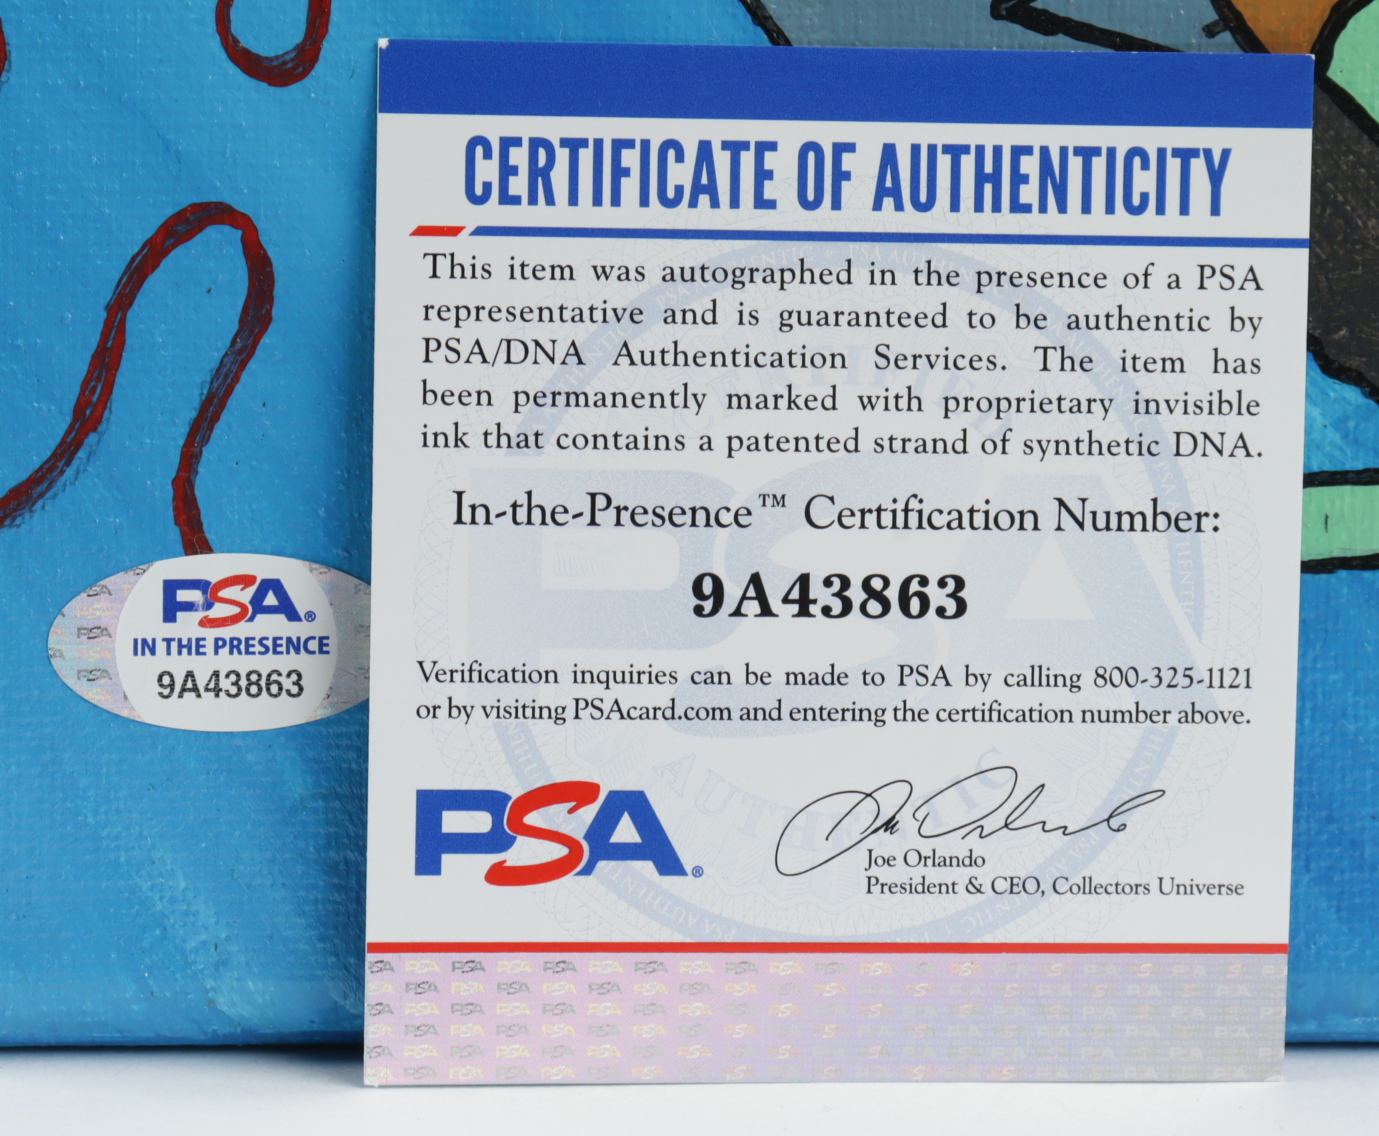 CERTIFICATE OF AUTHENTICITY
This item was autographed in the presence of a PSA
representative and is guaranteed to be authentic by
PSA/DNA Authentication Services. The item has
been permanently marked with proprietary invisible
ink that contains a patented strand of synthetic DNA.
In-the-Presence™ Certification Number:
9A43863
Verification inquiries can be made to PSA by calling 800-325-1121
or by visiting PSAcard.com and entering the certification number above.
PSA®
Joe Orlando
President & CEO, Collectors Universe
PSA®
IN THE PRESENCE
9A43863